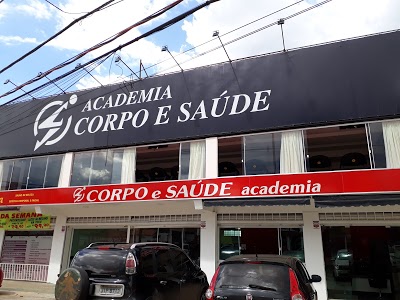 ACADEMIA
CORPO E SAÚDE
CORPO e SAÚDE academia
DA SEMANA